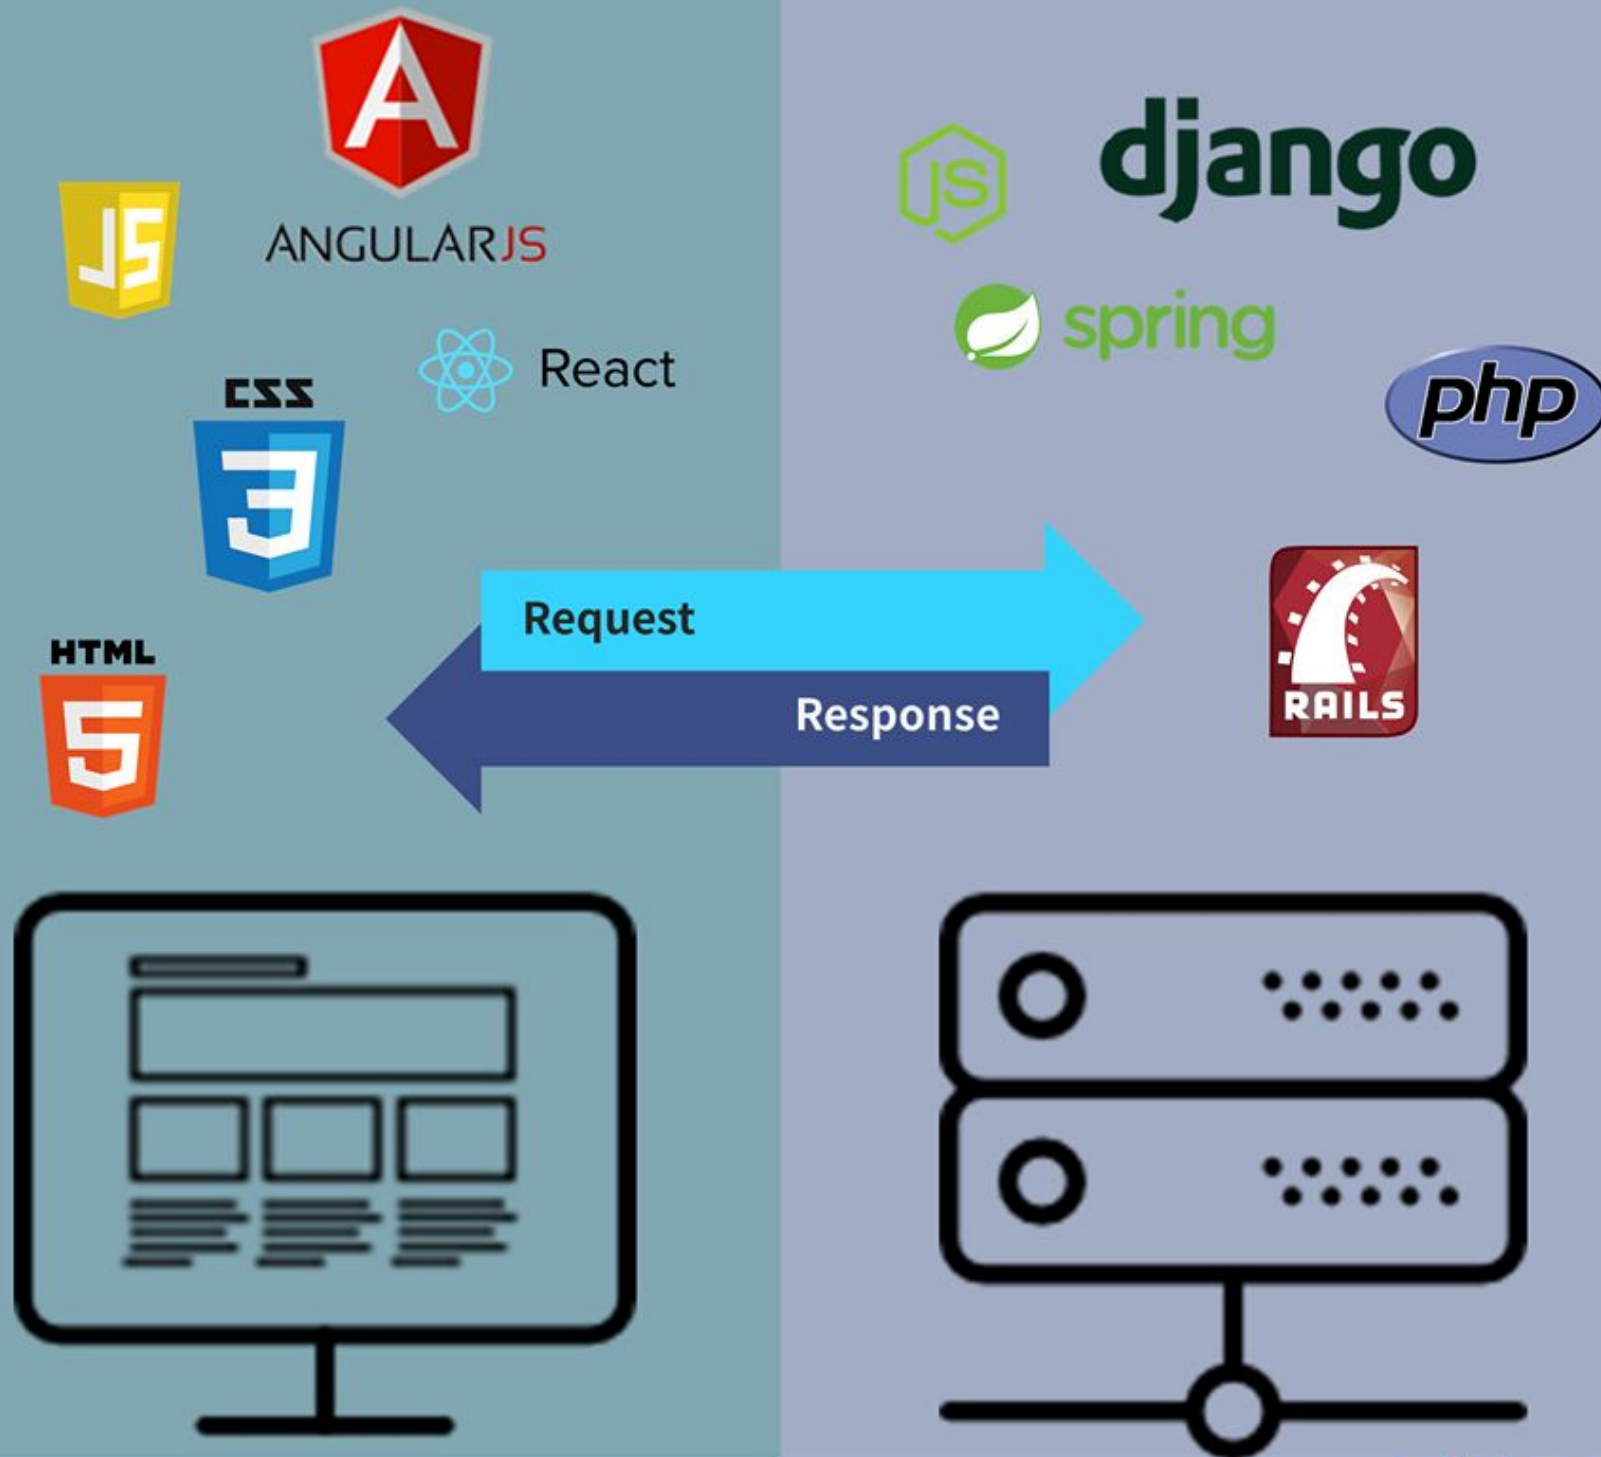 A
ANGULARJS
JS
React
CSS
3
HTML
5
Request
Response
JS
django
spring
php
RAILS